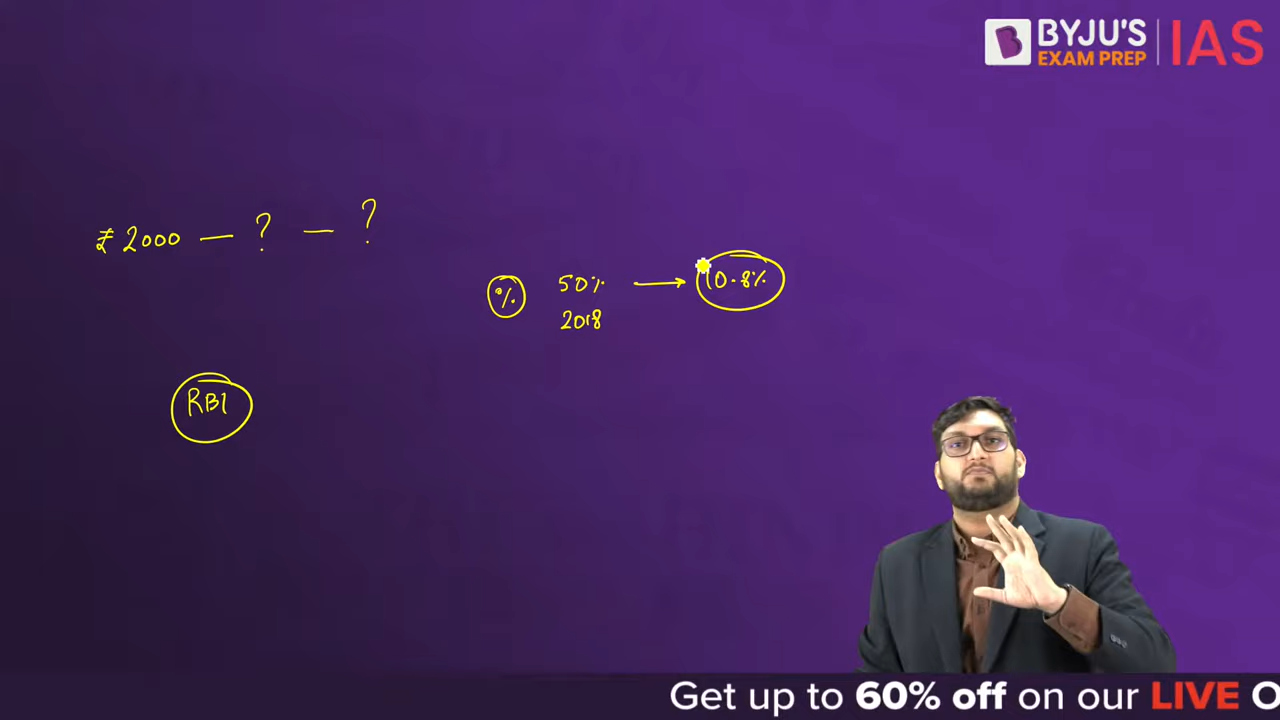 BYJU'S
EXAM PREP
IAS
₹2000 — ? — ?
% 50% → 10.8%
2018
RBI
Get up to 60% off on our LIVE O